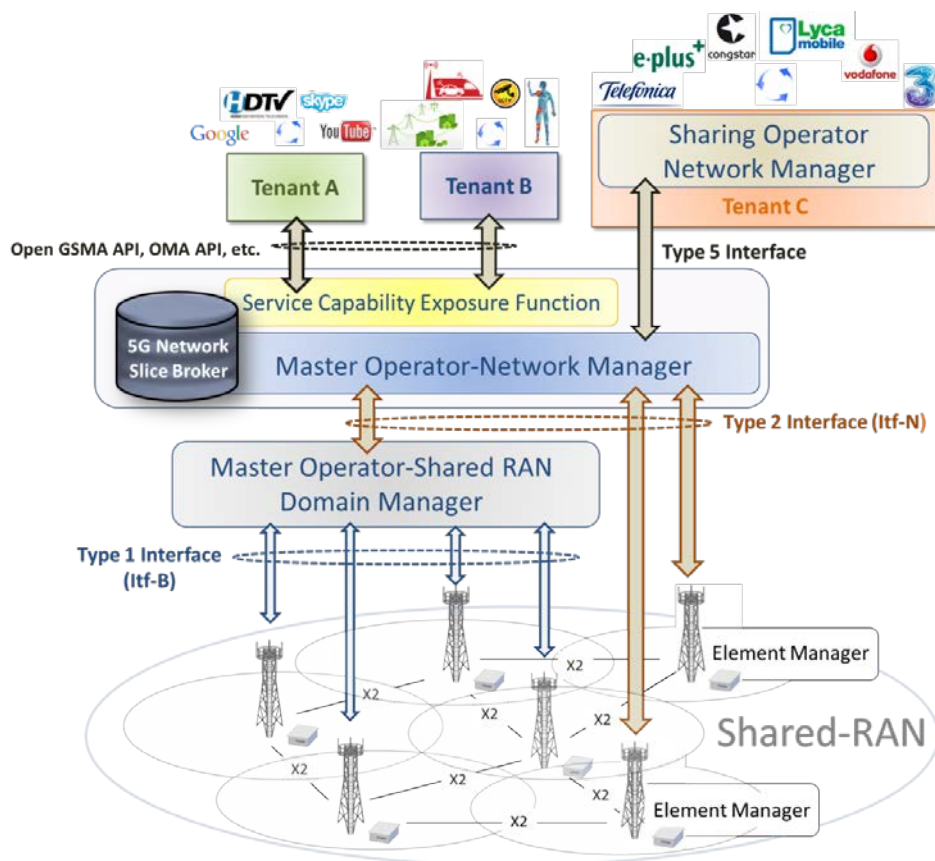 e·plus+
congstar
Lyca
mobile
Telefónica
vodafone
3
HDTV
skype
Google
YouTube
CCTV
Sharing Operator
Network Manager
Tenant C
Tenant A
Tenant B
Open GSMA API, OMA API, etc.
Type 5 Interface
Service Capability Exposure Function
5G Network
Slice Broker
Master Operator-Network Manager
Type 2 Interface (Itf-N)
Master Operator-Shared RAN
Domain Manager
Type 1 Interface
(Itf-B)
X2
Element Manager
X2
X2
X2
Shared-RAN
X2
X2
X2
Element Manager